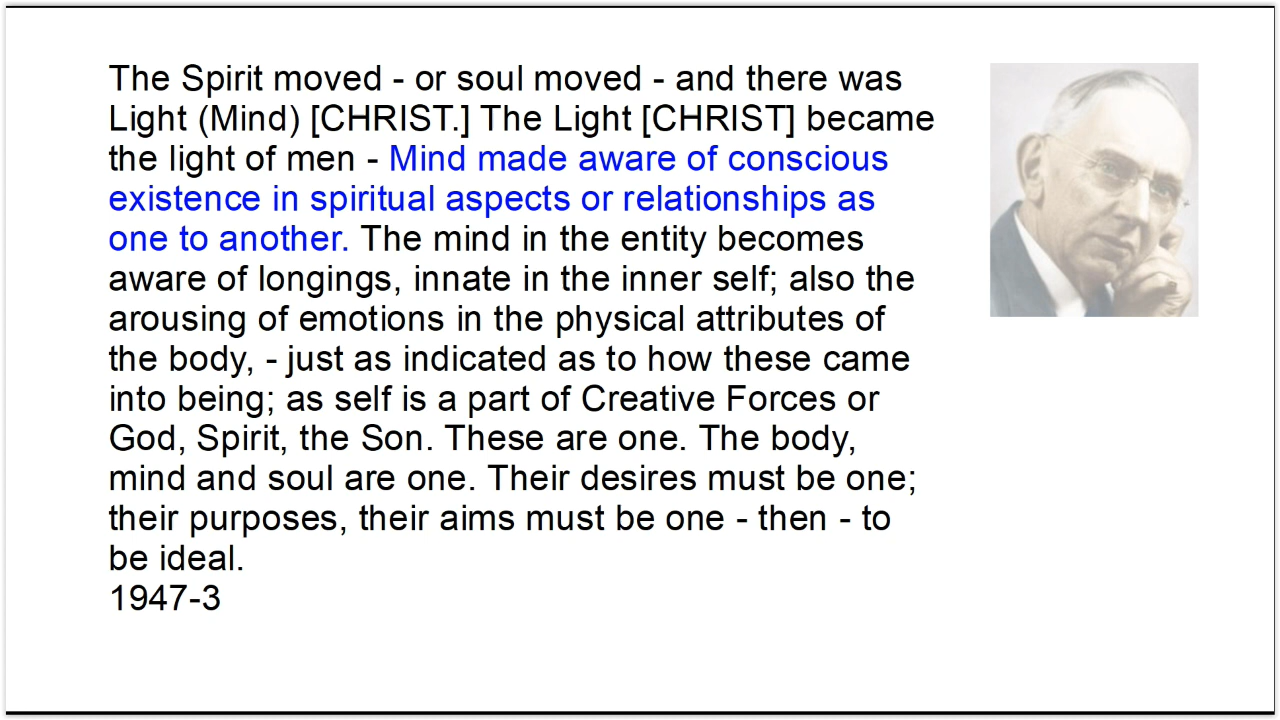 The Spirit moved - or soul moved - and there was
Light (Mind) [CHRIST.] The Light [CHRIST] became
the light of men - Mind made aware of conscious
existence in spiritual aspects or relationships as
one to another. The mind in the entity becomes
aware of longings, innate in the inner self; also the
arousing of emotions in the physical attributes of
the body, - just as indicated as to how these came
into being; as self is a part of Creative Forces or
God, Spirit, the Son. These are one. The body,
mind and soul are one. Their desires must be one;
their purposes, their aims must be one - then - to
be ideal.
1947-3